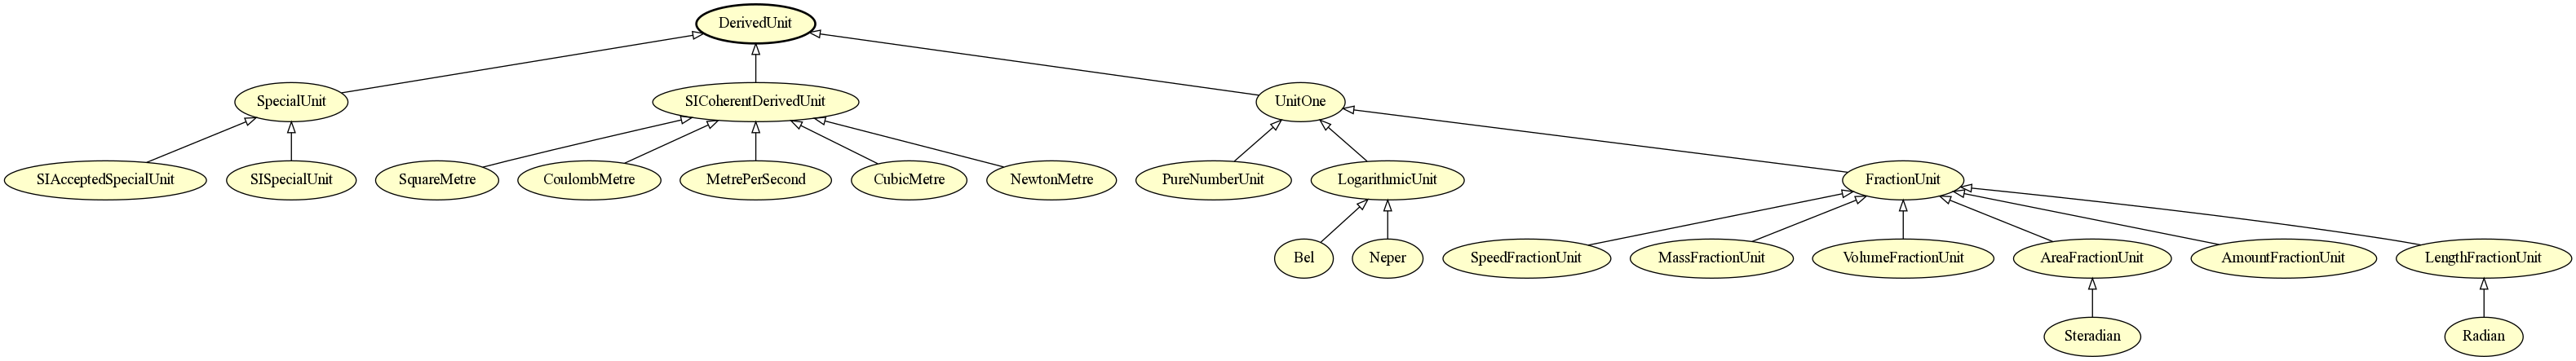 DerivedUnit
SpecialUnit
SICoherentDerivedUnit
UnitOne
SIAcceptedSpecialUnit
SISpecialUnit
SquareMetre
CoulombMetre
MetrePerSecond
CubicMetre
NewtonMetre
PureNumberUnit
LogarithmicUnit
FractionUnit
Bel
Neper
SpeedFractionUnit
MassFractionUnit
VolumeFractionUnit
AreaFractionUnit
AmountFractionUnit
LengthFractionUnit
Steradian
Radian